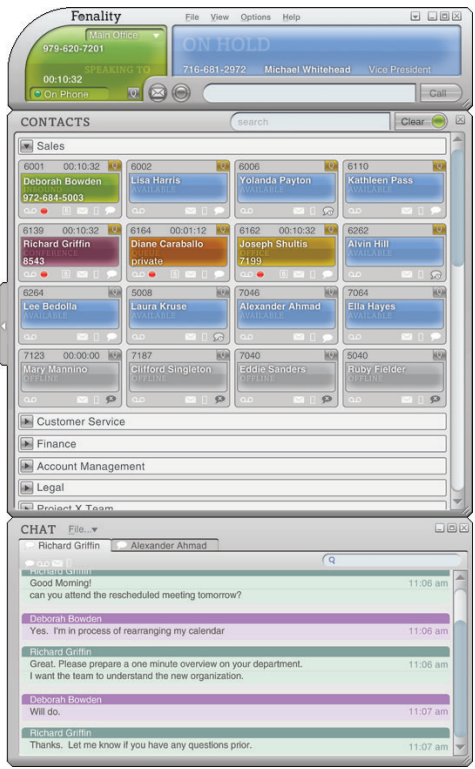 Fonality
File View Options Help
Main Office
979-620-7201
SPEAKING TO
00:10:32
On Phone
ON HOLD
716-681-2972 Michael Whitehead Vice President
Call
CONTACTS
search
Clear
Sales
6001 00:10:32
Deborah Bowden
INBOUND
972-684-5003
6002
Lisa Harris
AVAILABLE
6006
Yolanda Payton
AVAILABLE
6110
Kathleen Pass
AVAILABLE
6139 00:10:32
Richard Griffin
CONFERENCE
8543
6164 00:01:12
Diane Caraballo
QUEUE
private
6162 00:10:32
Joseph Shultis
OFFICE
7199
6262
Alvin Hill
AVAILABLE
6264
Lee Bedolla
AVAILABLE
5008
Laura Kruse
AVAILABLE
7046
Alexander Ahmad
AVAILABLE
7064
Ella Hayes
AVAILABLE
7123 00:00:00
Mary Mannino
OFFLINE
7187
Clifford Singleton
OFFLINE
7040
Eddie Sanders
OFFLINE
5040
Ruby Fielder
OFFLINE
Customer Service
Finance
Account Management
Legal
Project X Team
CHAT File...
Richard Griffin Alexander Ahmad
Richard Griffin
Good Morning! 11:06 am
can you attend the rescheduled meeting tomorrow?
Deborah Bowden
Yes. I'm in process of rearranging my calendar 11:06 am
Richard Griffin
Great. Please prepare a one minute overview on your department. 11:06 am
I want the team to understand the new organization.
Deborah Bowden
Will do. 11:07 am
Richard Griffin
Thanks. Let me know if you have any questions prior. 11:07 am